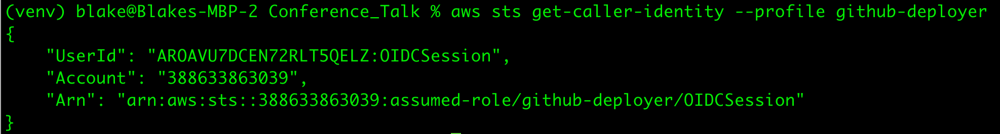 (venv) blake@Blakes-MBP-2 Conference_Talk % aws sts get-caller-identity --profile github-deployer
{
    "UserId": "AROAVU7DCEN72RLT5QELZ:OIDCSession",
    "Account": "388633863039",
    "Arn": "arn:aws:sts::388633863039:assumed-role/github-deployer/OIDCSession"
}